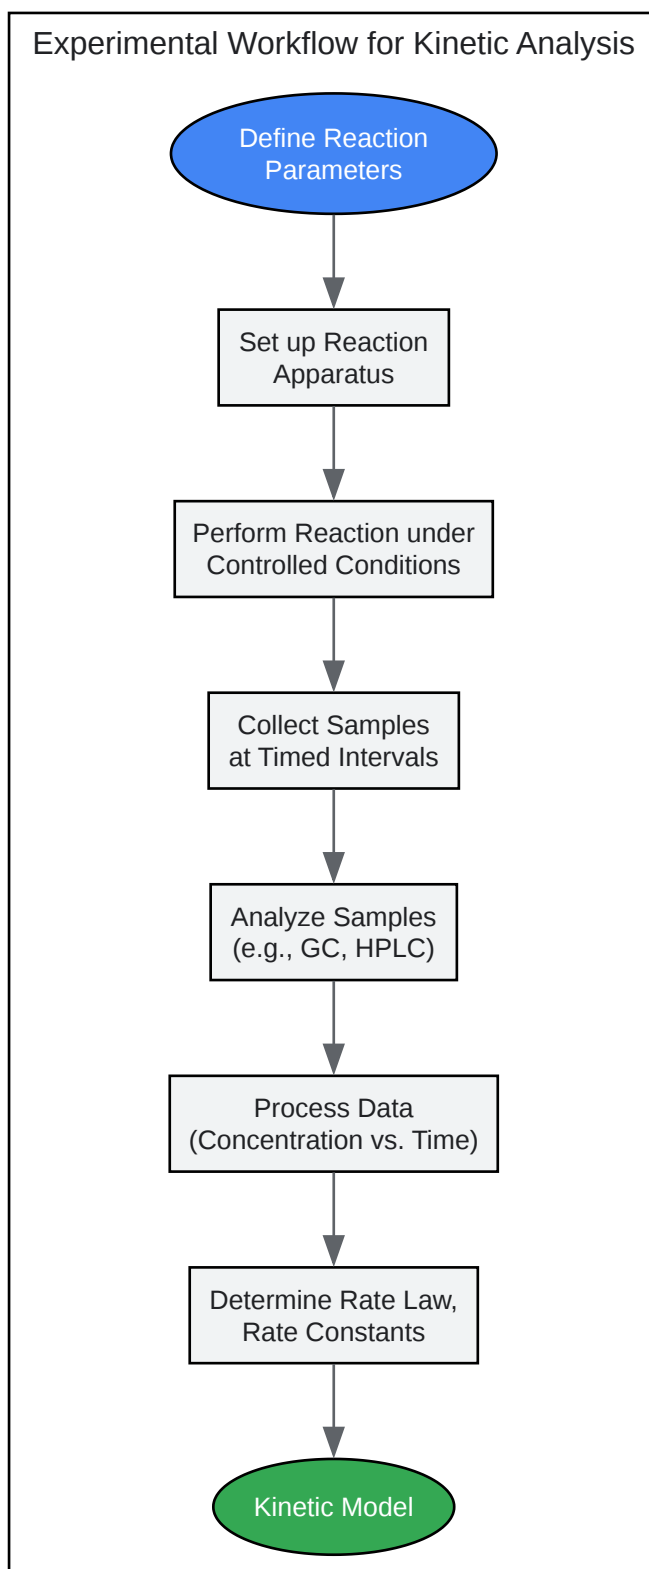 Experimental Workflow for Kinetic Analysis
Define Reaction
Parameters
Set up Reaction
Apparatus
Perform Reaction under
Controlled Conditions
Collect Samples
at Timed Intervals
Analyze Samples
(e.g., GC, HPLC)
Process Data
(Concentration vs. Time)
Determine Rate Law,
Rate Constants
Kinetic Model